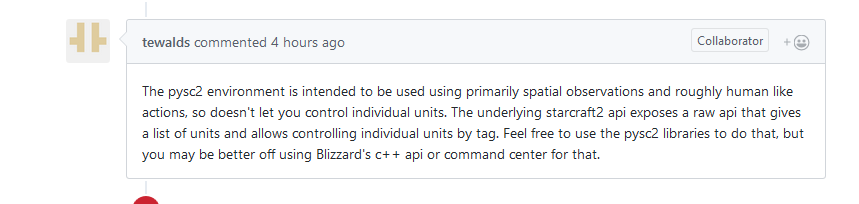 tewalds commented 4 hours ago
Collaborator
+
The pysc2 environment is intended to be used using primarily spatial observations and roughly human like
actions, so doesn't let you control individual units. The underlying starcraft2 api exposes a raw api that gives
a list of units and allows controlling individual units by tag. Feel free to use the pysc2 libraries to do that, but
you may be better off using Blizzard's c++ api or command center for that.